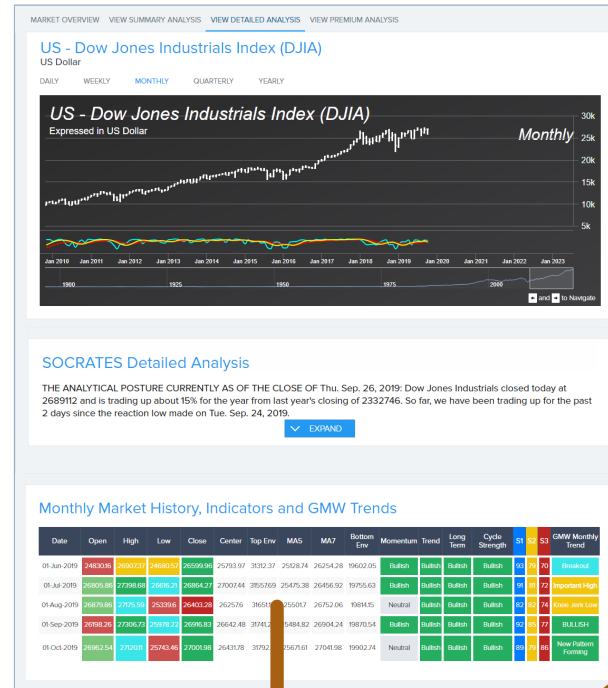 MARKET OVERVIEW VIEW SUMMARY ANALYSIS VIEW DETAILED ANALYSIS VIEW PREMIUM ANALYSIS
US - Dow Jones Industrials Index (DJIA)
US Dollar
DAILY WEEKLY MONTHLY QUARTERLY YEARLY
US - Dow Jones Industrials Index (DJIA)
Expressed in US Dollar
Monthly
30k
25k
20k
15k
10k
5k
Jan 2010 Jan 2011 Jan 2012 Jan 2013 Jan 2014 Jan 2015 Jan 2016 Jan 2017 Jan 2018 Jan 2019 Jan 2020 Jan 2021 Jan 2022 Jan 2023
1900 1925 1950 1975 2000
and to Navigate
SOCRATES Detailed Analysis
THE ANALYTICAL POSTURE CURRENTLY AS OF THE CLOSE OF Thu. Sep. 26, 2019: Dow Jones Industrials closed today at
2689112 and is trading up about 15% for the year from last year's closing of 2332746. So far, we have been trading up for the past
2 days since the reaction low made on Tue. Sep. 24, 2019.
EXPAND
Monthly Market History, Indicators and GMW Trends
Date Open High Low Close Center Top Env MA5 MA7 Bottom Env Momentum Trend Long Term Cycle Strength S1 S2 S3 GMW Monthly Trend
01-Jun-2019 24830.16 26907.37 24680.57 26599.96 25793.97 31312.37 25128.74 26254.28 19602.05 Bullish Bullish Bullish Bullish 93 79 70 Breakout
01-Jul-2019 26805.86 27398.68 26616.21 26864.27 27007.44 31557.69 25475.38 26456.92 19755.63 Bullish Bullish Bullish Bullish 91 81 72 Important High
01-Aug-2019 26879.86 27175.59 25339.6 26403.28 26257.6 26752.06 19814.15 Neutral Bullish Bullish Bullish 82 82 74 Knee Jerk Low
01-Sep-2019 26198.26 27306.73 25978.22 26916.83 26642.48 26904.24 19870.54 Bullish Bullish Bullish Bullish 92 85 77 BULLISH
01-Oct-2019 26962.54 27120.11 25743.46 27001.98 26431.78 27041.98 19902.74 Neutral Bullish Bullish Bullish 89 79 86 New Pattern Forming